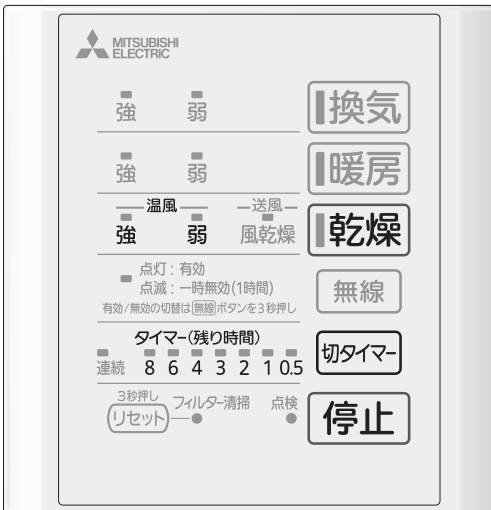 MITSUBISHI
ELECTRIC
強 弱 換気
強 弱 暖房
温風 送風
強 弱 風乾燥 乾燥
点灯：有効
点滅：一時無効(1時間)
無線
有効/無効の切替は無線ボタンを3秒押し
タイマー(残り時間)
連続 8 6 4 3 2 1 0.5
切タイマー
3秒押し
リセット フィルター清掃 点検
停止